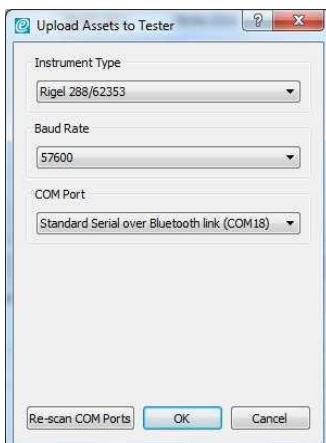 Upload Assets to Tester
Instrument Type
Rigel 288/62353
Baud Rate
57600
COM Port
Standard Serial over Bluetooth link (COM18)
Re-scan COM Ports OK Cancel